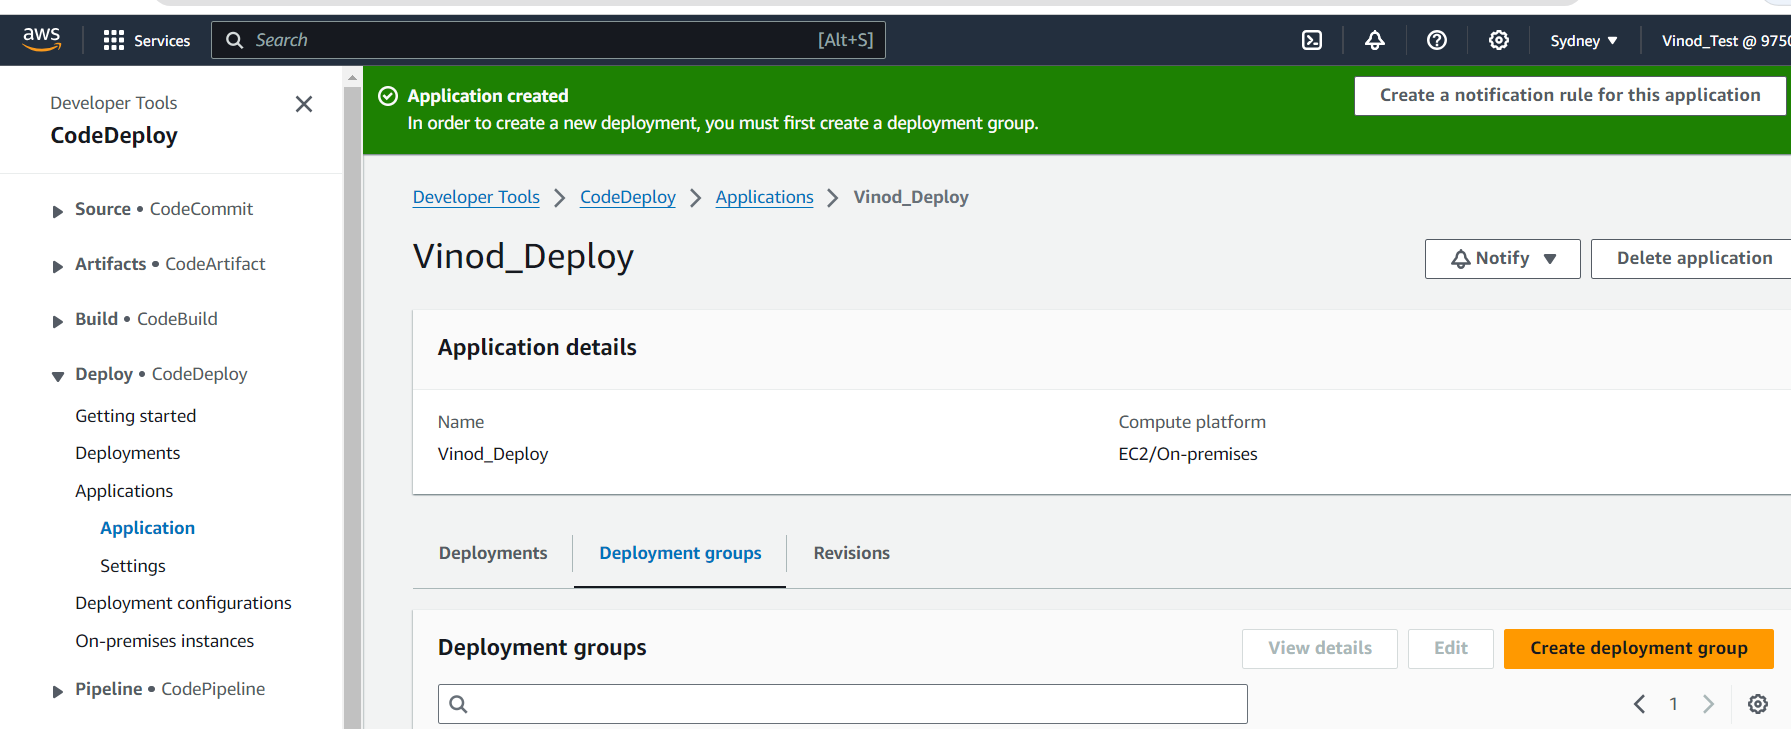 aws
Services
Search
[Alt+S]
Sydney
Vinod_Test @ 9750
Developer Tools
CodeDeploy
Source • CodeCommit
Artifacts • CodeArtifact
Build • CodeBuild
Deploy • CodeDeploy
Getting started
Deployments
Applications
Application
Settings
Deployment configurations
On-premises instances
Pipeline • CodePipeline
Application created
In order to create a new deployment, you must first create a deployment group.
Create a notification rule for this application
Developer Tools
CodeDeploy
Applications
Vinod_Deploy
Vinod_Deploy
Notify
Delete application
Application details
Name
Vinod_Deploy
Compute platform
EC2/On-premises
Deployments
Deployment groups
Revisions
Deployment groups
View details
Edit
Create deployment group
1